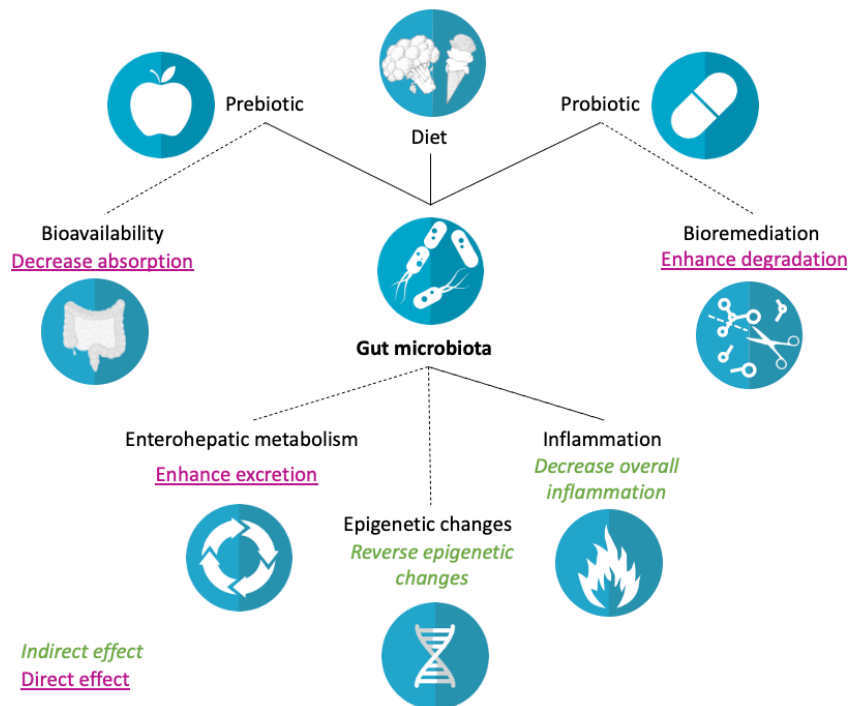 Prebiotic
Diet
Probiotic
Bioavailability
Decrease absorption
Bioremediation
Enhance degradation
Gut microbiota
Enterohepatic metabolism
Enhance excretion
Epigenetic changes
Reverse epigenetic
changes
Inflammation
Decrease overall
inflammation
Indirect effect
Direct effect